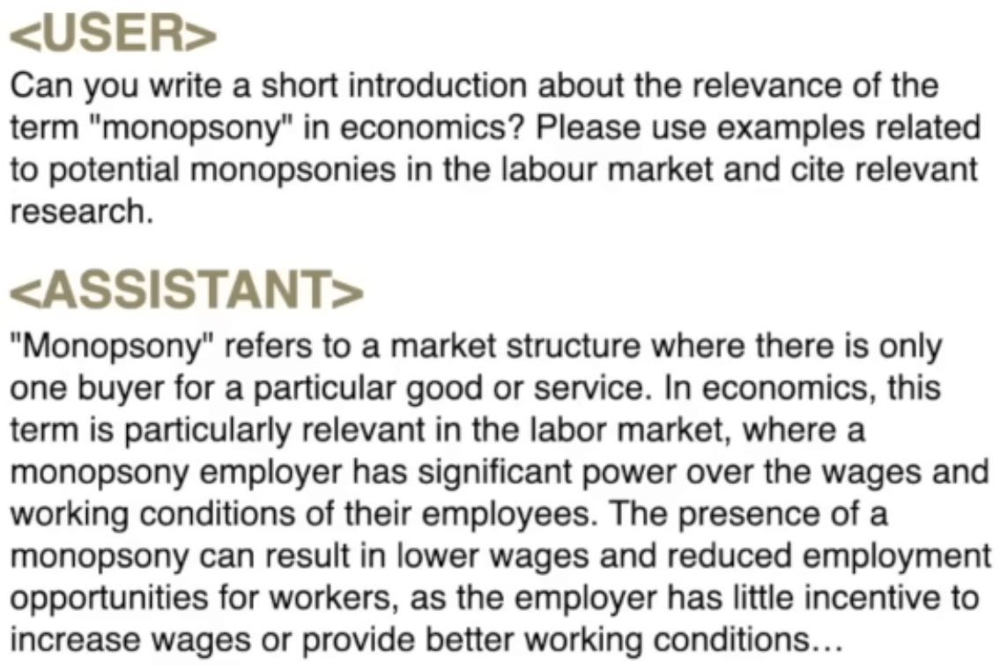 <USER>
Can you write a short introduction about the relevance of the
term "monopsony" in economics? Please use examples related
to potential monopsonies in the labour market and cite relevant
research.
<ASSISTANT>
"Monopsony" refers to a market structure where there is only
one buyer for a particular good or service. In economics, this
term is particularly relevant in the labor market, where a
monopsony employer has significant power over the wages and
working conditions of their employees. The presence of a
monopsony can result in lower wages and reduced employment
opportunities for workers, as the employer has little incentive to
increase wages or provide better working conditions...